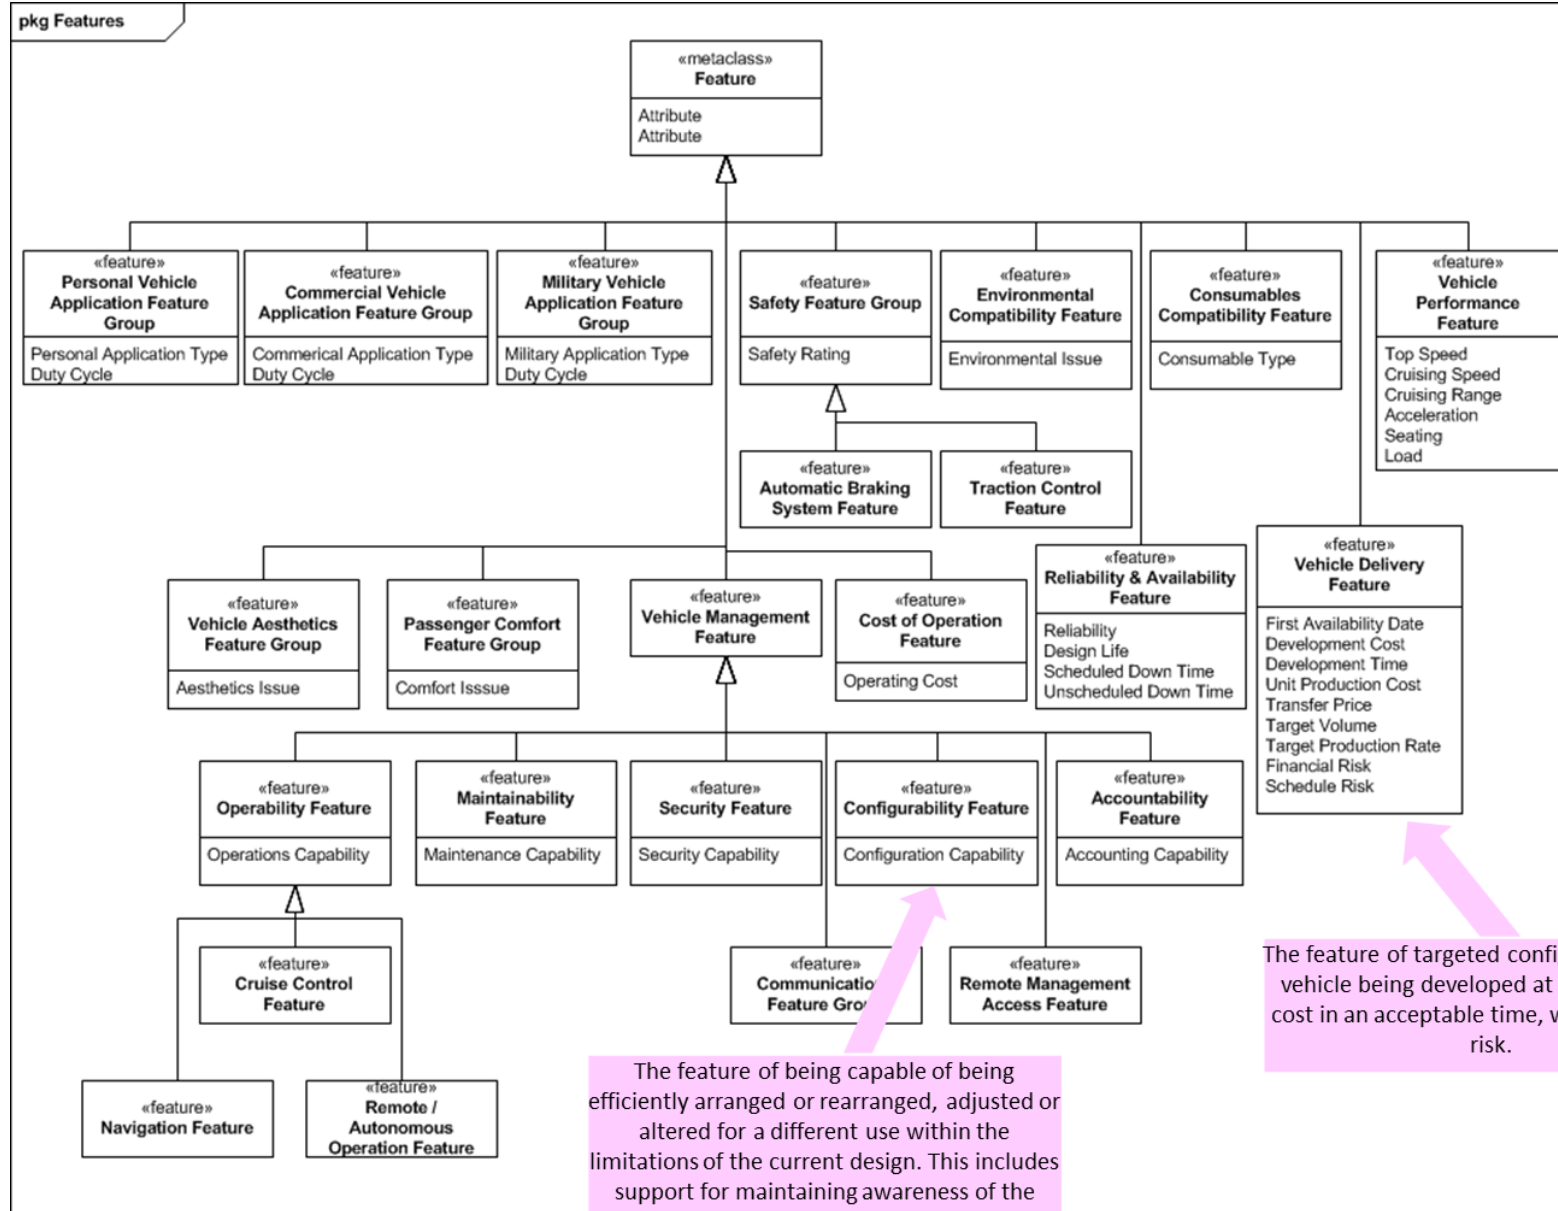 pkg Features
«metaclass»
Feature
Attribute
Attribute
«feature»
Personal Vehicle
Application Feature
Group
Personal Application Type
Duty Cycle
«feature»
Commercial Vehicle
Application Feature Group
Commerical Application Type
Duty Cycle
«feature»
Military Vehicle
Application Feature
Group
Military Application Type
Duty Cycle
«feature»
Safety Feature Group
Safety Rating
«feature»
Environmental
Compatibility Feature
Environmental Issue
«feature»
Consumables
Compatibility Feature
Consumable Type
«feature»
Vehicle
Performance
Feature
Top Speed
Cruising Speed
Cruising Range
Acceleration
Seating
Load
«feature»
Automatic Braking
System Feature
«feature»
Traction Control
Feature
«feature»
Vehicle Aesthetics
Feature Group
Aesthetics Issue
«feature»
Passenger Comfort
Feature Group
Comfort Isssue
«feature»
Vehicle Management
Feature
«feature»
Cost of Operation
Feature
Operating Cost
«feature»
Reliability & Availability
Feature
Reliability
Design Life
Scheduled Down Time
Unscheduled Down Time
«feature»
Vehicle Delivery
Feature
First Availability Date
Development Cost
Development Time
Unit Production Cost
Transfer Price
Target Volume
Target Production Rate
Financial Risk
Schedule Risk
«feature»
Operability Feature
Operations Capability
«feature»
Maintainability
Feature
Maintenance Capability
«feature»
Security Feature
Security Capability
«feature»
Configurability Feature
Configuration Capability
«feature»
Accountability
Feature
Accounting Capability
«feature»
Cruise Control
Feature
«feature»
Feature
«feature»
Remote Management
Access Feature
«feature»
Navigation Feature
«feature»
Remote /
Autonomous
Operation Feature
The feature of targeted
vehicle being developed at
cost in an acceptable time,
risk.
The feature of being capable of being
efficiently arranged or rearranged, adjusted or
altered for a different use within the
limitations of the current design. This includes
support for maintaining awareness of the